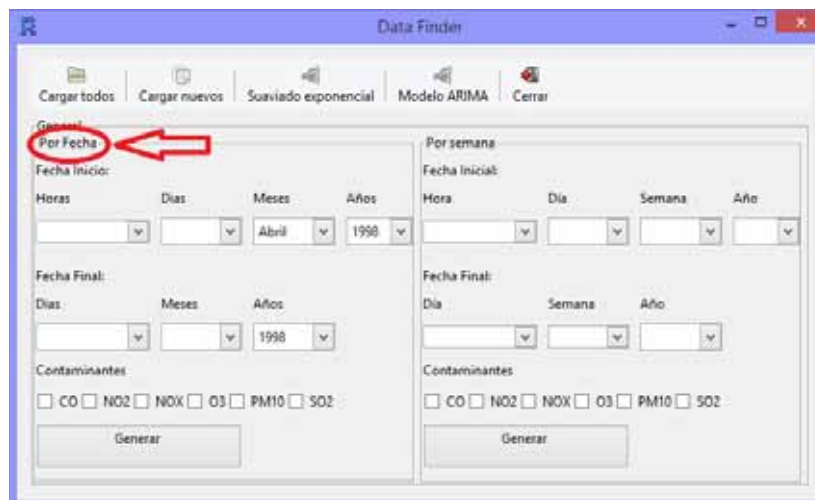 Data Finder
Cargar todos Cargar nuevos Suaviado exponencial Modelo ARIMA Cerrar
General
Por Fecha
Fecha Inicio:
Horas Dias Meses Años
Abril 1998
Fecha Final:
Dias Meses Años
1998
Contaminantes
CO NO2 NOX O3 PM10 SO2
Generar
Por semana
Fecha Inicial:
Hora Día Semana Año
Fecha Final:
Día Semana Año
Contaminantes
CO NO2 NOX O3 PM10 SO2
Generar